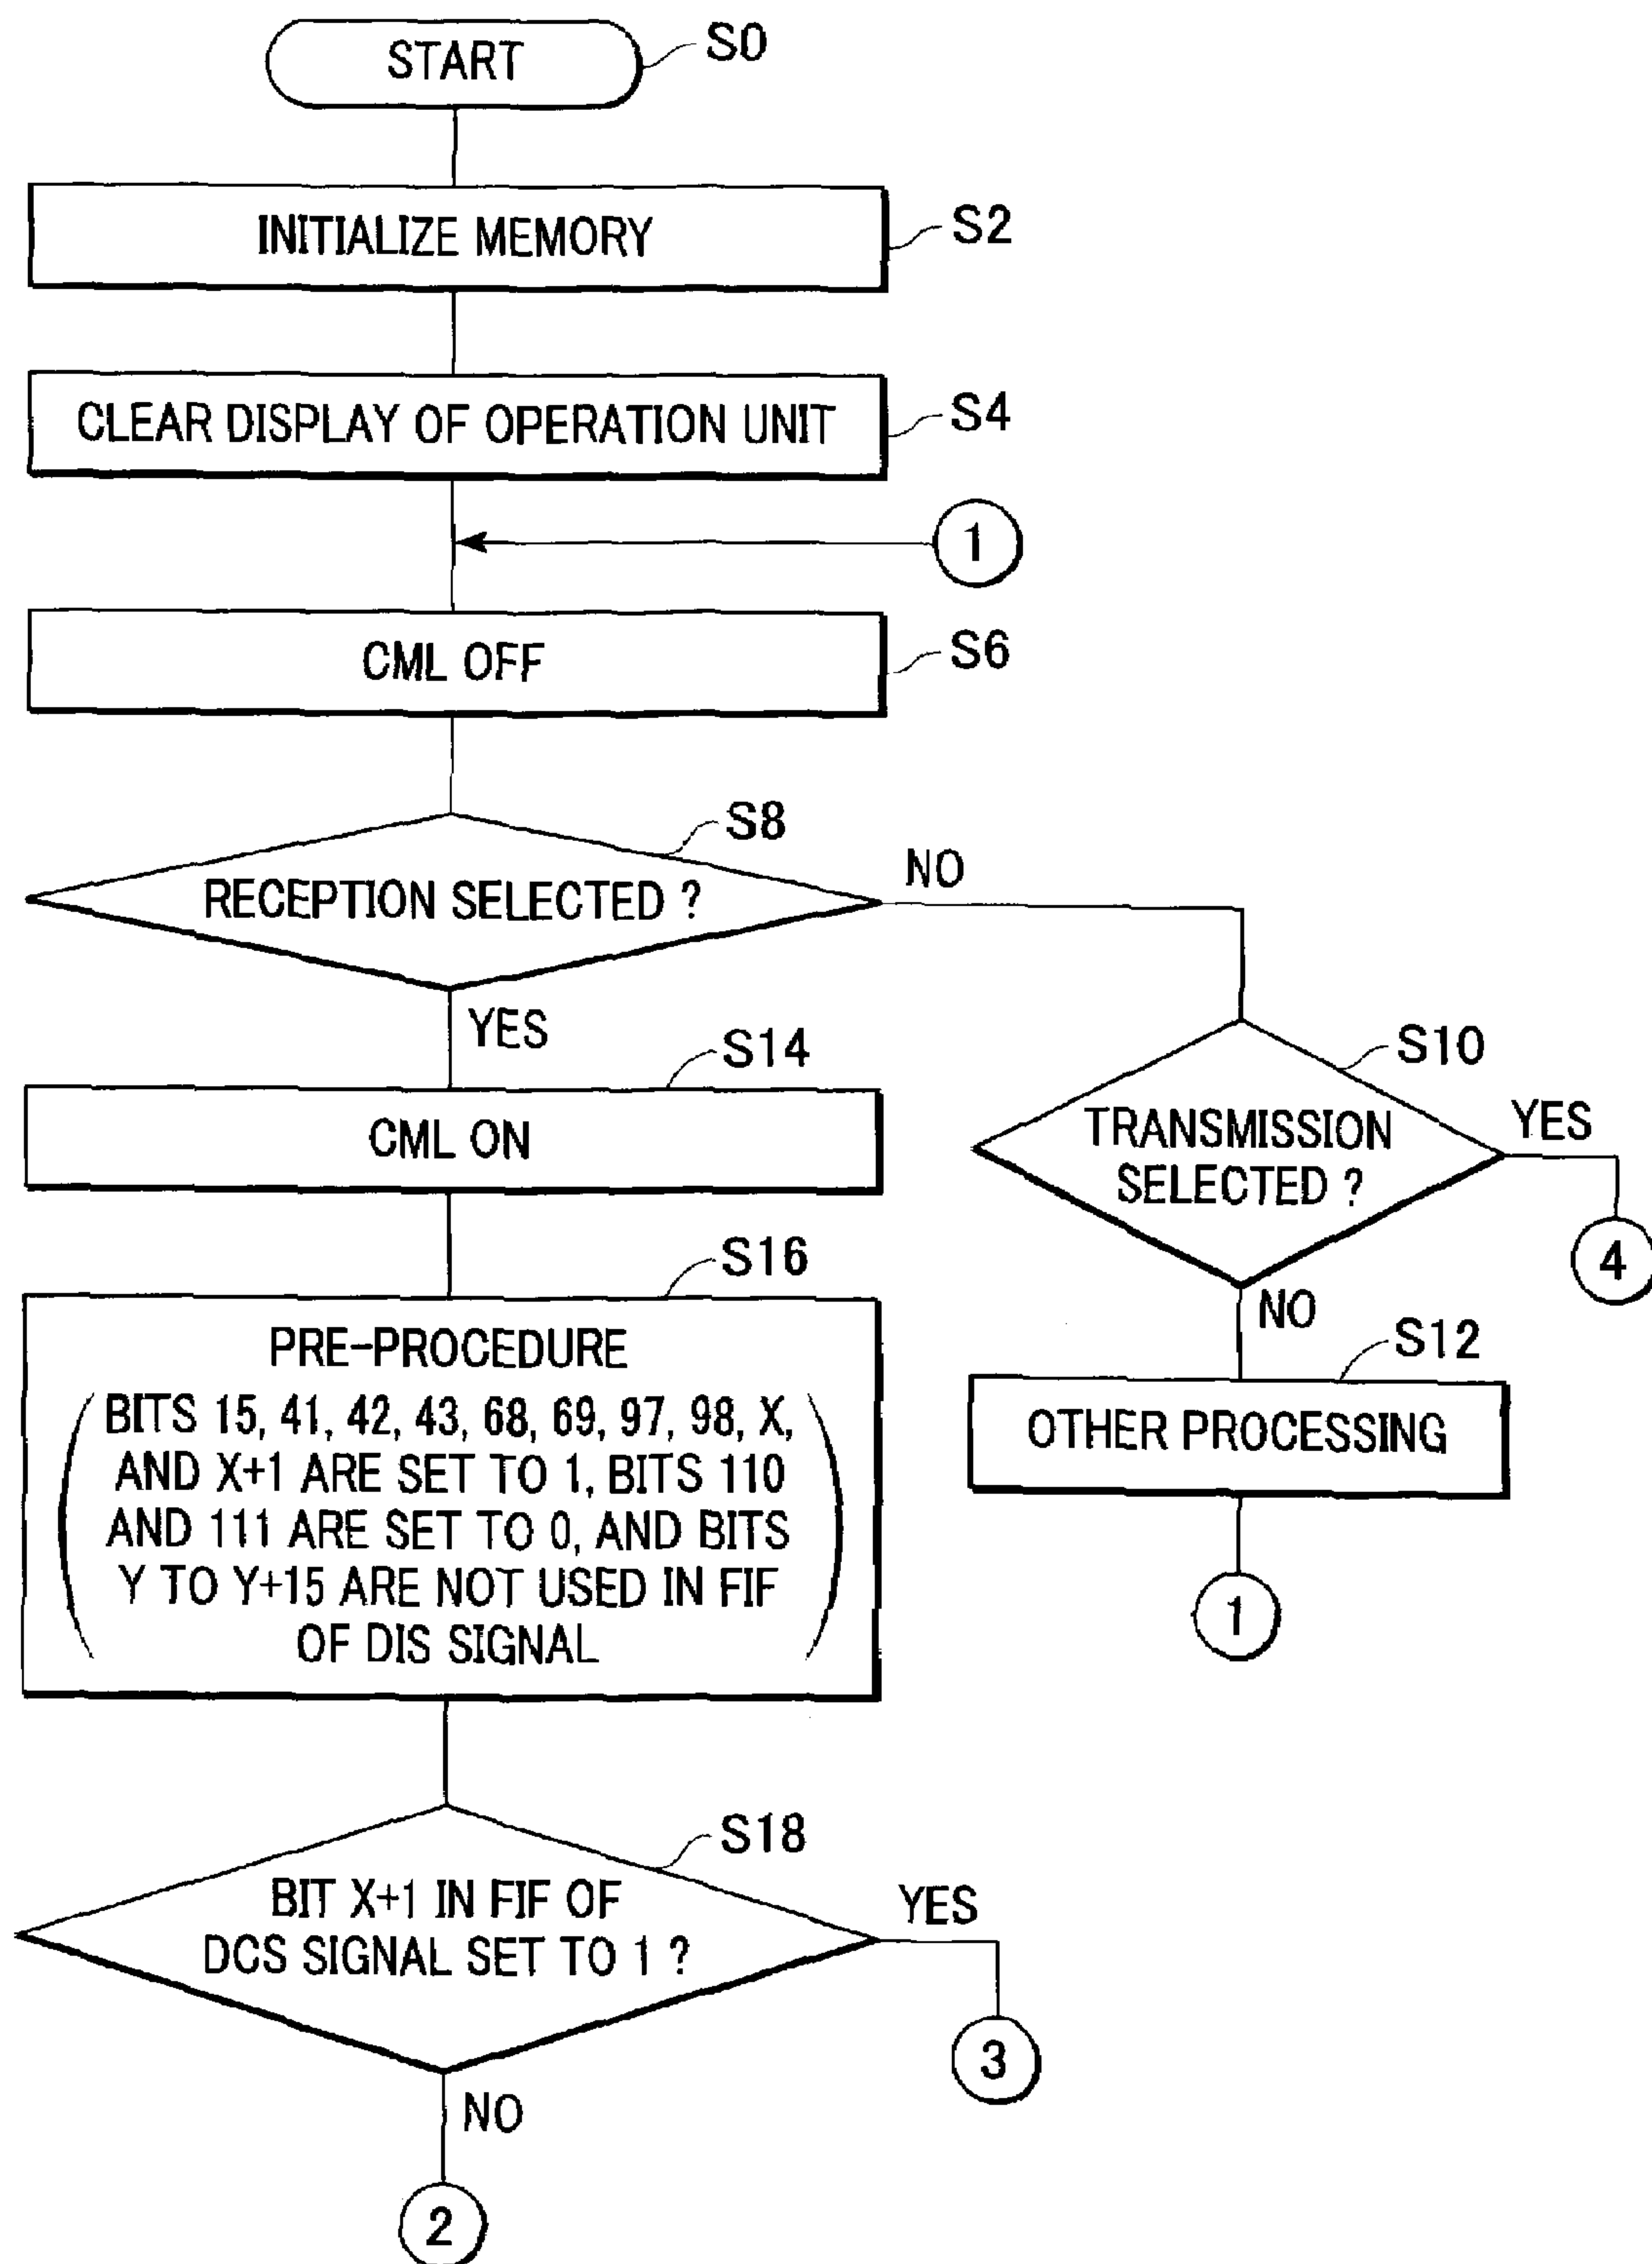 START
S0
INITIALIZE MEMORY
S2
CLEAR DISPLAY OF OPERATION UNIT
S4
1
CML OFF
S6
S8
RECEPTION SELECTED ?
NO
YES
S14
CML ON
S10
TRANSMISSION
SELECTED ?
YES
4
NO
S12
OTHER PROCESSING
1
S16
PRE-PROCEDURE
BITS 15, 41, 42, 43, 68, 69, 97, 98, X,
AND X+1 ARE SET TO 1, BITS 110
AND 111 ARE SET TO 0, AND BITS
Y TO Y+15 ARE NOT USED IN FIF
OF DIS SIGNAL
S18
BIT X+1 IN FIF OF
DCS SIGNAL SET TO 1 ?
YES
3
NO
2